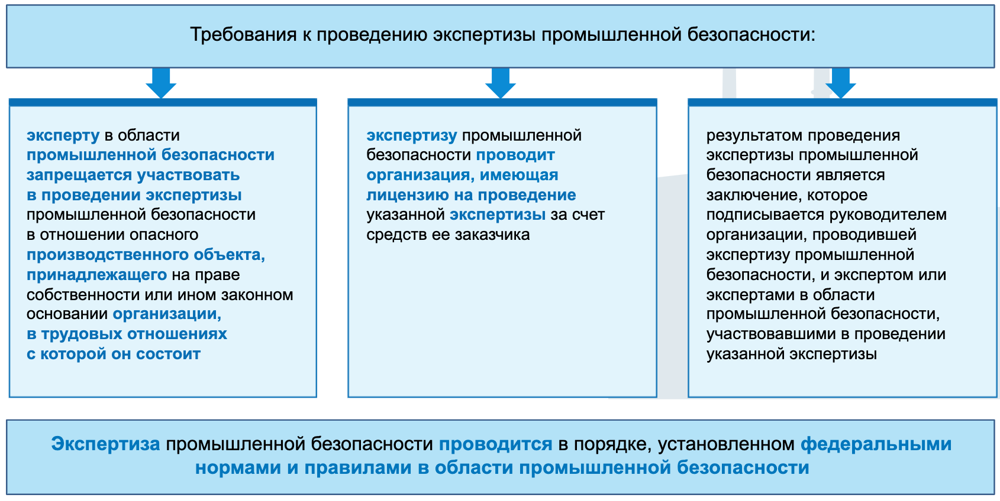 Требования к проведению экспертизы промышленной безопасности:
эксперту в области
промышленной безопасности
запрещается участвовать
в проведении экспертизы
промышленной безопасности
в отношении опасного
производственного объекта,
принадлежащего на праве
собственности или ином законном
основании организации,
в трудовых отношениях
с которой он состоит
экспертизу промышленной
безопасности проводит
организация, имеющая
лицензию на проведение
указанной экспертизы за счет
средств ее заказчика
результатом проведения
экспертизы промышленной
безопасности является
заключение, которое
подписывается руководителем
организации, проводившей
экспертизу промышленной
безопасности, и экспертом или
экспертами в области
промышленной безопасности,
участвовавшими в проведении
указанной экспертизы
Экспертиза промышленной безопасности проводится в порядке, установленном федеральными
нормами и правилами в области промышленной безопасности